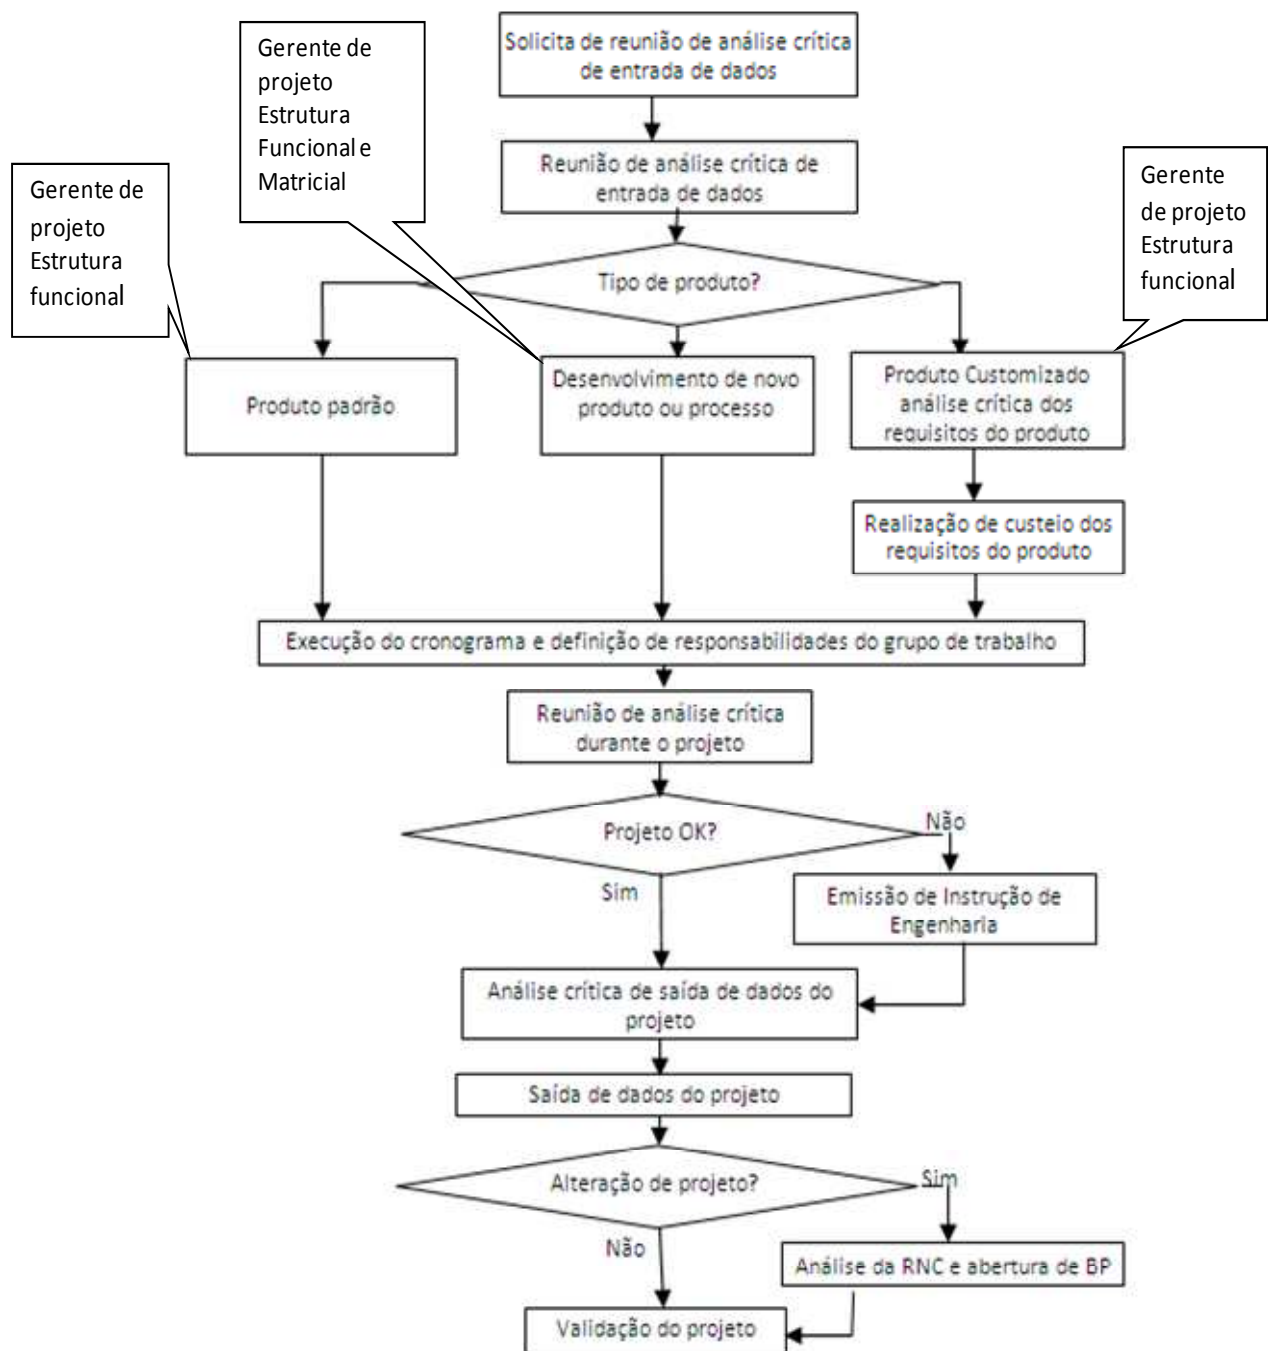 Solicita de reunião de análise crítica
de entrada de dados
Gerente de
projeto
Estrutura
Funcional e
Matricial
Reunião de análise crítica de
entrada de dados
Gerente de
projeto
Estrutura
funcional
Gerente
de projeto
Estrutura
funcional
Tipo de produto?
Produto padrão
Desenvolvimento de novo
produto ou processo
Produto Customizado
análise crítica dos
requisitos do produto
Realização de custeio dos
requisitos do produto
Execução do cronograma e definição de responsabilidades do grupo de trabalho
Reunião de análise crítica
durante o projeto
Projeto OK?
Não
Sim
Emissão de Instrução de
Engenharia
Análise crítica de saída de dados do
projeto
Saída de dados do projeto
Alteração de projeto?
Sim
Não
Análise da RNC e abertura de BP
Validação do projeto